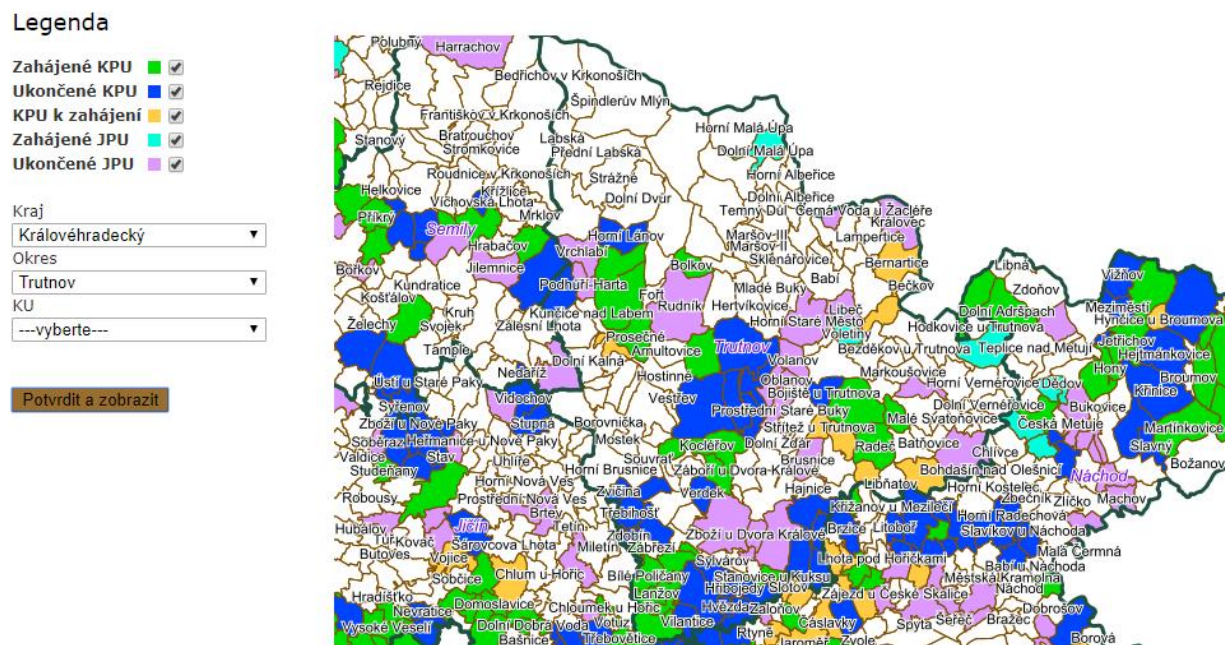 Legenda
Zahájené KPU
Ukončené KPU
KPU k zahájení
Zahájené JPU
Ukončené JPU
Kraj
Královéhradecký
Okres
Trutnov
KU
---vyberte---
Potvrdit a zobrazit
Polubný
Harrachov
Bedřichov v Krkonoších
Rejdice
Špindlerův Mlýn
Františkov v Krkonoších
Horní Malá Úpa
Stanový
Bratrouchov
Labská
Stromkovice
Přední Labská
Dolní Malá Úpa
Roudnice v Krkonoších
Strážné
Horní Albeřice
Helkovice
Křížlice
Víchovská Lhota
Dolní Dvůr
Dolní Albeřice
Příkrý
Mrklov
Temný Důl
Černá Voda u Žacléře
Semily
Horní Lánov
Královec
Hrabačov
Vrchlabí
Maršov III
Lampertice
Maršov II
Bořkov
Jilemnice
Bolkov
Sklenářovice
Bernartice
Libná
Kundratice
Podhůří-Harta
Babí
Zdoňov
Vižňov
Košťálov
Fořt
Mladé Buky
Bečkov
Kruh
Kunčice nad Labem
Rudník
Hertvíkovice
Libeč
Dolní Adršpach
Meziměstí
Želechy
Svojek
Zálesní Lhota
Horní Staré Město
Hodkovice u Trutnova
Hynčice u Broumova
Prosečné
Voletiny
Tample
Arnultovice
Trutnov
Bezděkov u Trutnova
Teplice nad Metují
Jetřichov
Dolní Kalná
Volanov
Hejtmánkovice
Nedaříž
Hostinné
Markoušovice
Hony
Ústí u Staré Paky
Oblanov
Horní Vernéřovice
Dědov
Broumov
Vidochov
Vestřev
Bojiště u Trutnova
Křinice
Syřenov
Prostřední Staré Buky
Dolní Vernéřovice
Bukovice
Zboží u Nové Paky
Stupná
Borovnička
Střítež u Trutnova
Malé Svatoňovice
Česká Metuje
Martínkovice
Soběraz
Heřmanice u Nové Paky
Mostek
Kocléřov
Dolní Žďár
Radeč
Batňovice
Chlívce
Slavný
Valdice
Stav
Souvrať
Brusnice
Studeňany
Uhlíře
Horní Brusnice
Záboří u Dvora Králové
Bohdašín nad Olešnicí
Božanov
Horní Nová Ves
Libňatov
Náchod
Robousy
Prostřední Nová Ves
Zvičina
Verdek
Hajnice
Horní Kostelec
Zbečník
Zlíčko
Machov
Brtev
Třebihošť
Křižanov u Meziločí
Horní Radechová
Hubálov
Jičín
Tetín
Zdobín
Zboží u Dvora Králové
Brzice
Litoboř
Slavíkov u Náchoda
Tuř
Kovač
Šárovcova Lhota
Miletín
Zábřezí
Malá Čermná
Butoves
Vojice
Sylvárov
Lhota pod Hořičkami
Babí u Náchoda
Sobčice
Chlum u Hořic
Bílé Poličany
Stanovice u Kuksu
Městská Kramolna
Hradíšťko
Lanžov
Hřibojedy
Slotov
Zájezd u České Skalice
Náchod
Nevratice
Domoslavice
Chloumek u Hořic
Hvězda
Zaloňov
Dobrošov
Vysoké Veselí
Dolní Dobrá Voda
Votuz
Vilantice
Čáslavky
Spyta
Šeřeč
Bražec
Bašnice
Třebovětice
Rtyně
Jaroměř
Zvole
Borová